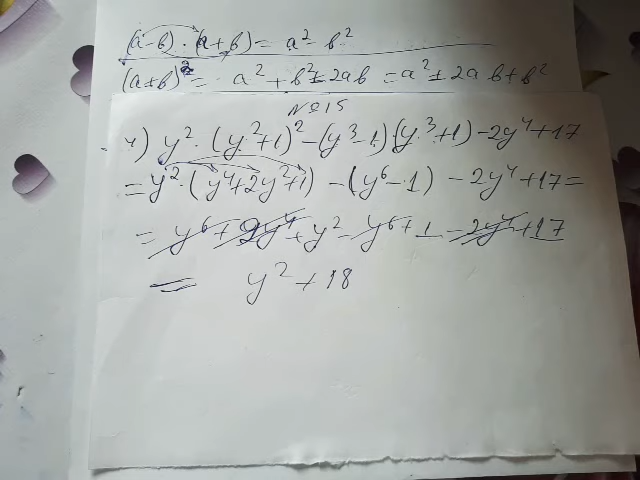 (a-b)·(a+b)=a²-b²
(a±b)²= a²+b²±2ab=a²±2ab+b²
№15
4) y²·(y²+1)²-(y³-1)(y³+1)-2y⁴+17
=y²·(y⁴+2y²+1)-(y⁶-1)-2y⁴+17=
=y⁶+2y⁴+y²-y⁶+1-2y⁴+17
= y²+18